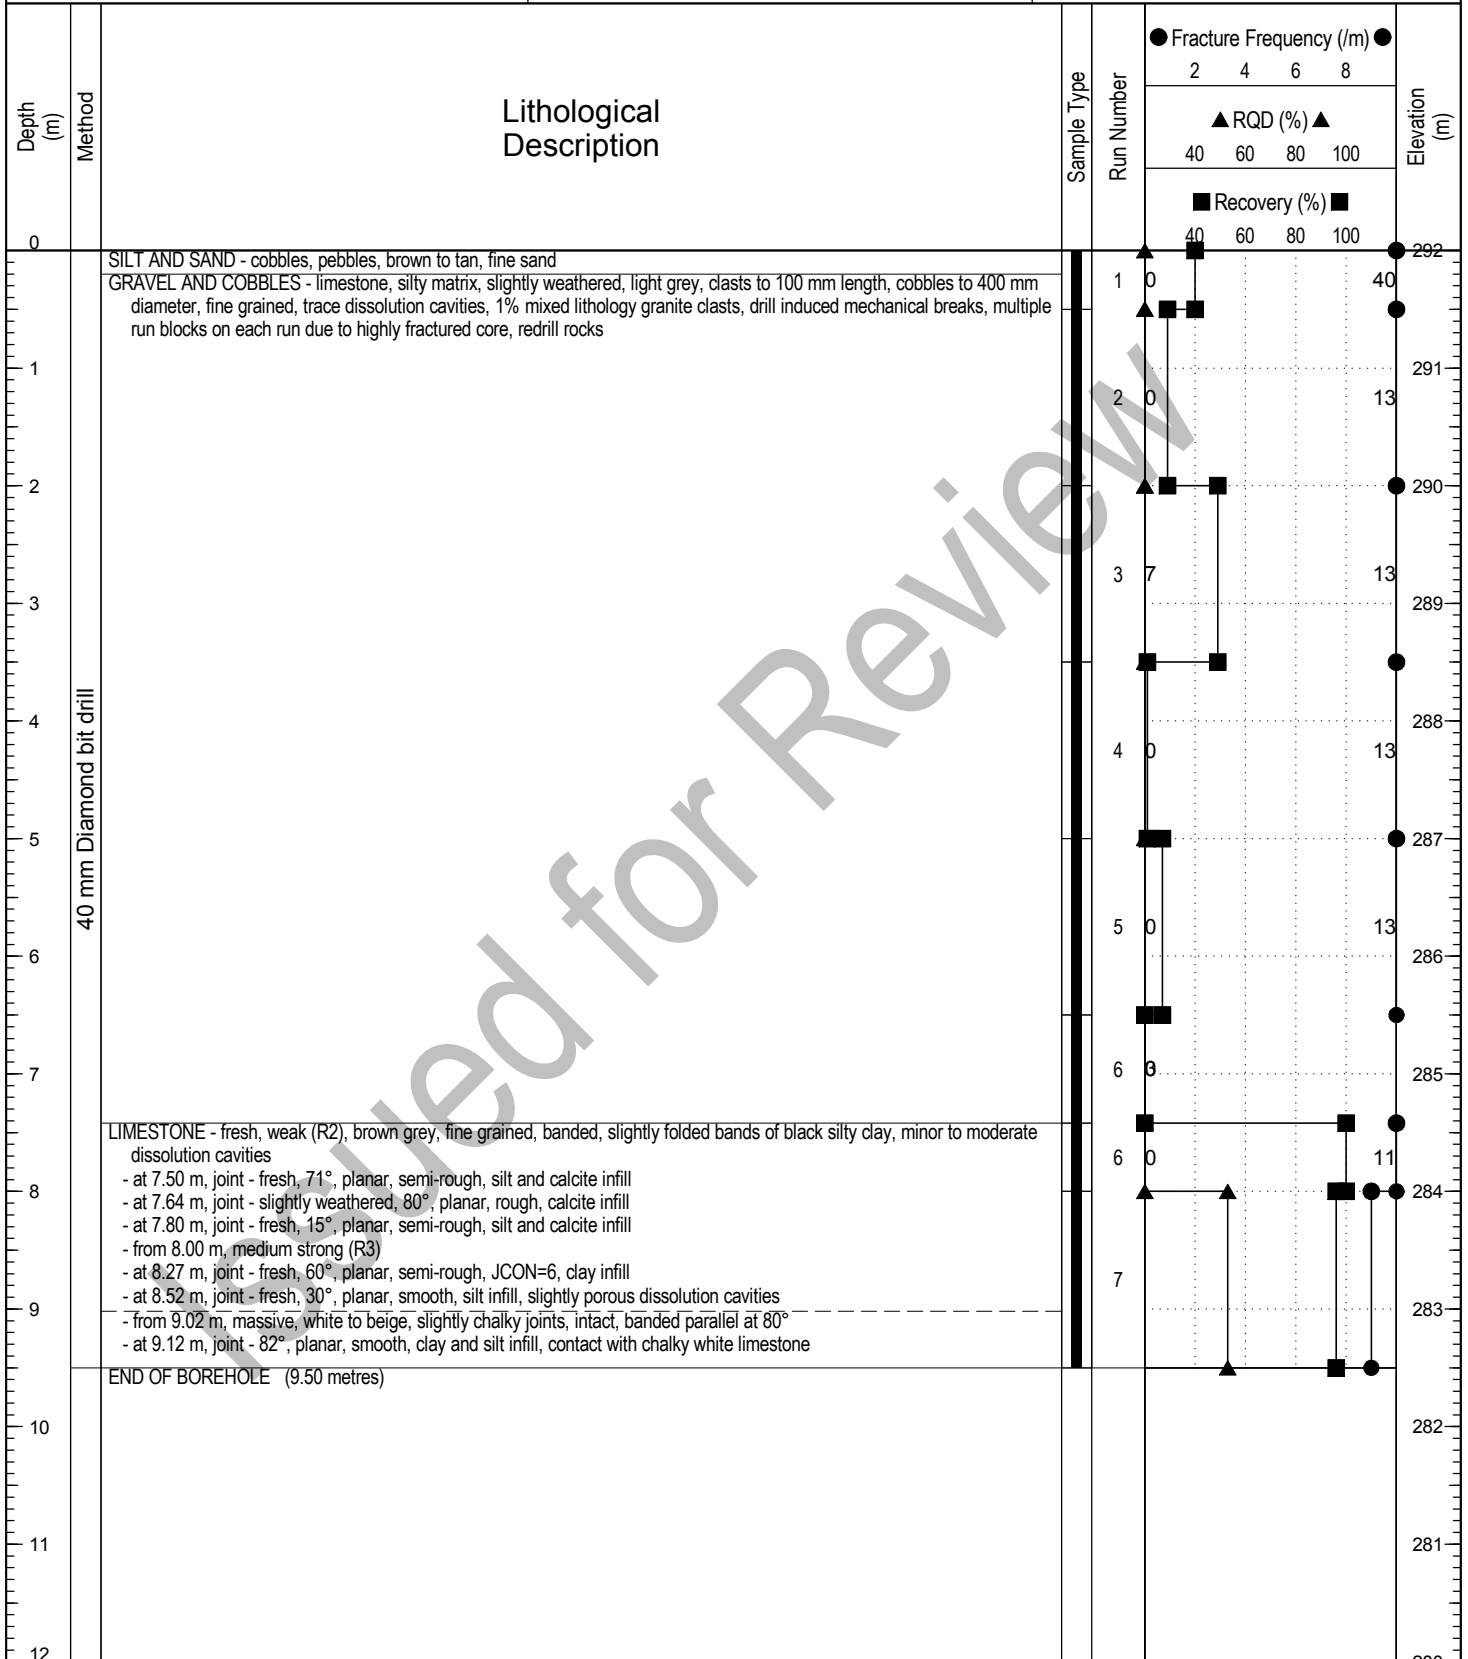 Depth (m)
Method
Lithological
Description
Sample Type
Run Number
● Fracture Frequency (/m) ●
2 4 6 8
▲ RQD (%) ▲
40 60 80 100
■ Recovery (%) ■
40 60 80 100
Elevation (m)
0
292
SILT AND SAND - cobbles, pebbles, brown to tan, fine sand
GRAVEL AND COBBLES - limestone, silty matrix, slightly weathered, light grey, clasts to 100 mm length, cobbles to 400 mm
diameter, fine grained, trace dissolution cavities, 1% mixed lithology granite clasts, drill induced mechanical breaks, multiple
run blocks on each run due to highly fractured core, redrill rocks
1 0 40
1 291
2 0 13
2 290
3 7 13
3 289
40 mm Diamond bit drill
4 288
4 0 13
5 287
5 0 13
6 286
6
7 285
LIMESTONE - fresh, weak (R2), brown grey, fine grained, banded, slightly folded bands of black silty clay, minor to moderate
dissolution cavities
6 0 11
- at 7.50 m, joint - fresh, 71°, planar, semi-rough, silt and calcite infill
- at 7.64 m, joint - slightly weathered, 80°, planar, rough, calcite infill
8 284
- at 7.80 m, joint - fresh, 15°, planar, semi-rough, silt and calcite infill
- from 8.00 m, medium strong (R3)
- at 8.27 m, joint - fresh, 60°, planar, semi-rough, JCON=6, clay infill
7
- at 8.52 m, joint - fresh, 30°, planar, smooth, silt infill, slightly porous dissolution cavities
9 283
- from 9.02 m, massive, white to beige, slightly chalky joints, intact, banded parallel at 80°
- at 9.12 m, joint - 82°, planar, smooth, clay and silt infill, contact with chalky white limestone
END OF BOREHOLE (9.50 metres)
10 282
11 281
12
Issued for Review